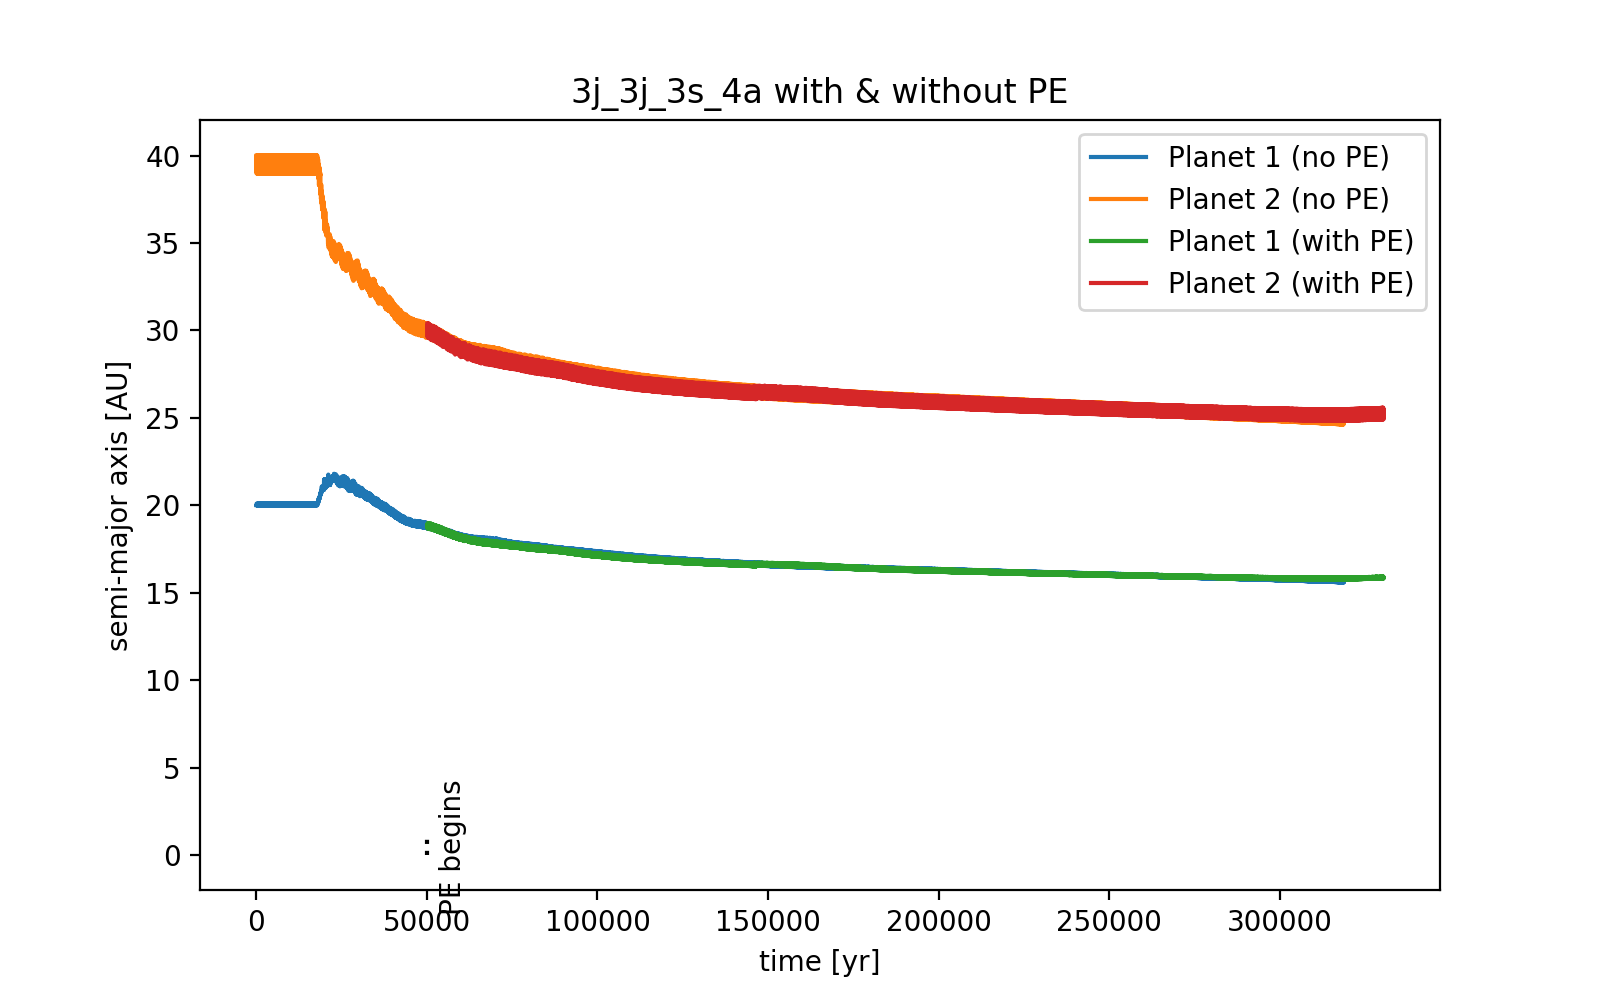 3j_3j_3s_4a with & without PE
Planet 1 (no PE)
Planet 2 (no PE)
Planet 1 (with PE)
Planet 2 (with PE)
semi-major axis [AU]
40
35
30
25
20
15
10
5
0
PE begins
0
50000
100000
150000
200000
250000
300000
time [yr]